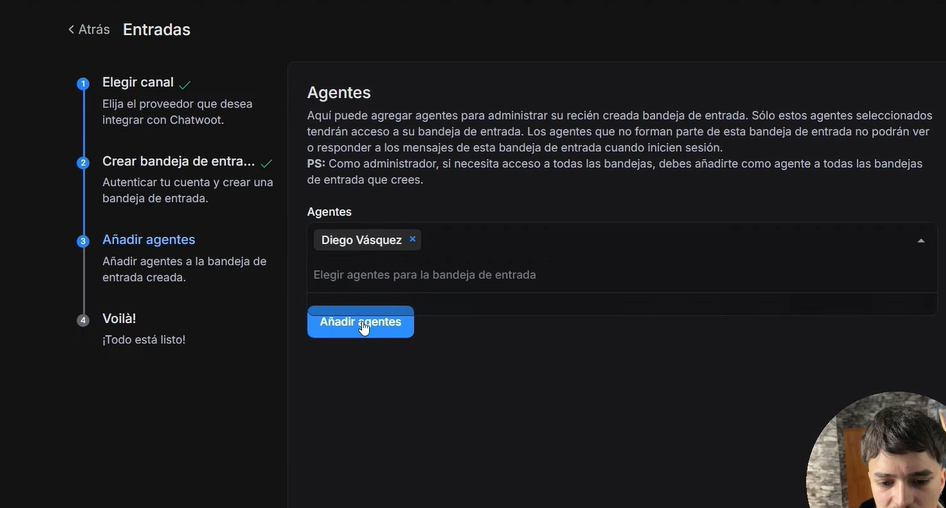 Atrás Entradas
1 Elegir canal
Elija el proveedor que desea
integrar con Chatwoot.
2 Crear bandeja de entra...
Autenticar tu cuenta y crear una
bandeja de entrada.
3 Añadir agentes
Añadir agentes a la bandeja de
entrada creada.
4 Voilà!
¡Todo está listo!
Agentes
Aquí puede agregar agentes para administrar su recién creada bandeja de entrada. Sólo estos agentes seleccionados
tendrán acceso a su bandeja de entrada. Los agentes que no forman parte de esta bandeja de entrada no podrán ver
o responder a los mensajes de esta bandeja de entrada cuando inicien sesión.
PS: Como administrador, si necesita acceso a todas las bandejas, debes añadirte como agente a todas las bandejas
de entrada que crees.
Agentes
Diego Vásquez ×
Elegir agentes para la bandeja de entrada
Añadir agentes